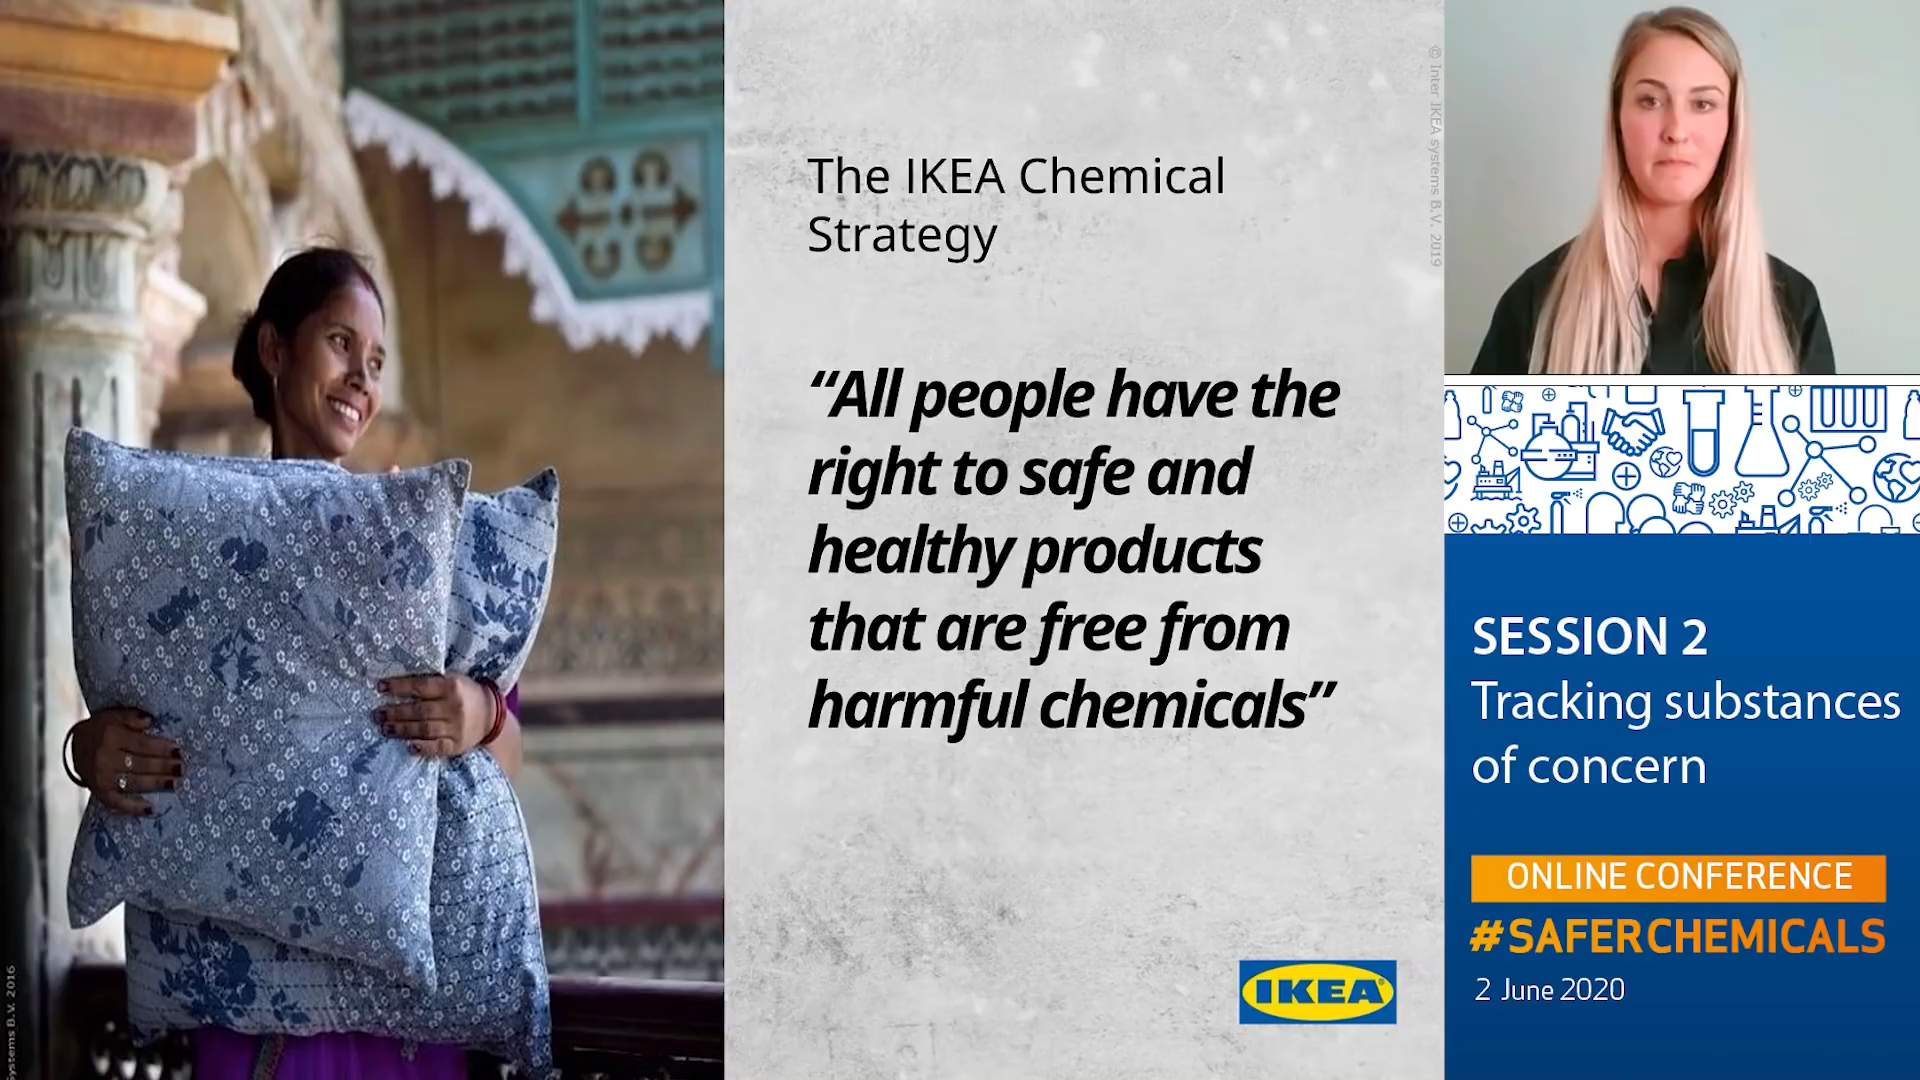 The IKEA Chemical
Strategy
“All people have the
right to safe and
healthy products
that are free from
harmful chemicals”
IKEA
®
© Inter IKEA systems B.V. 2019
ystems B.V. 2016
SESSION 2
Tracking substances
of concern
ONLINE CONFERENCE
#SAFERCHEMICALS
2 June 2020